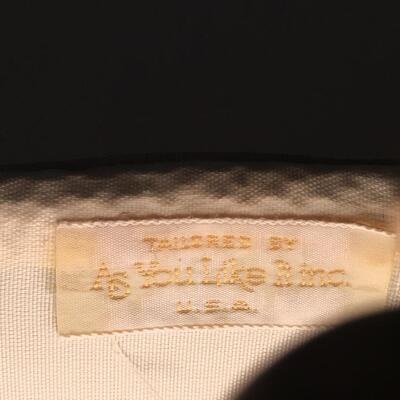 TAILORED BY
As You Like It Inc.
U.S.A.